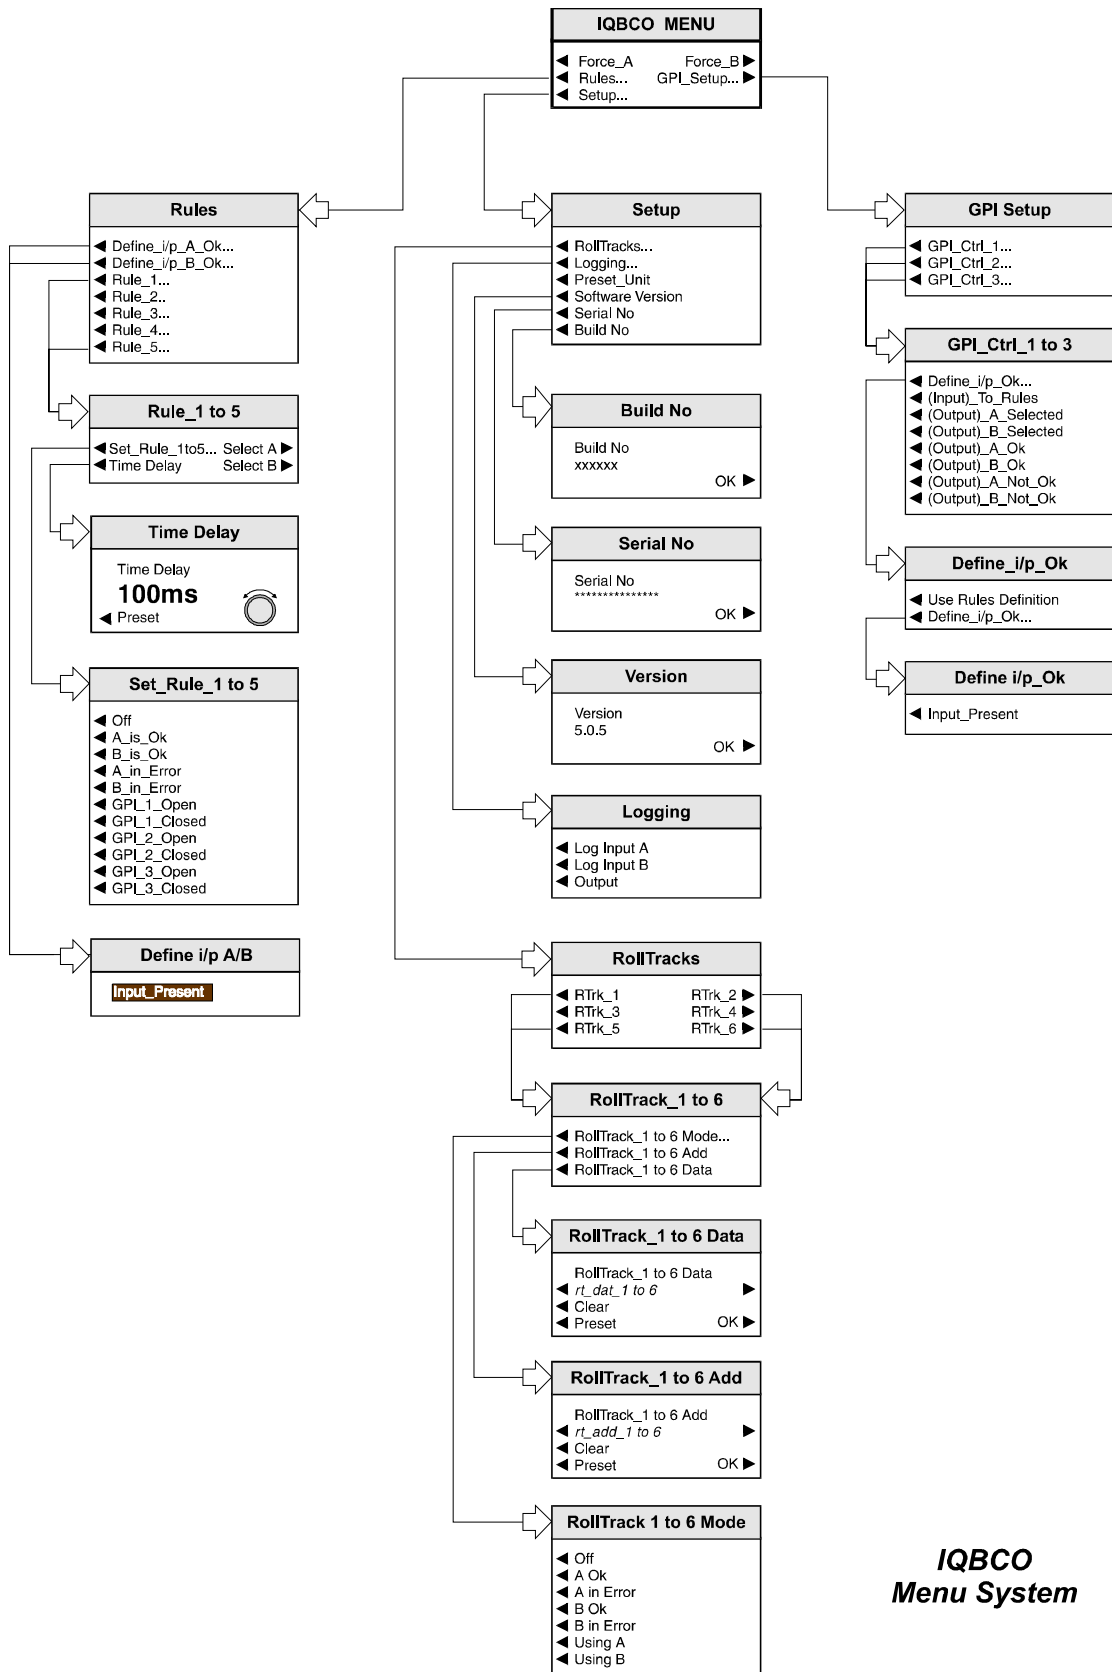 IQBCO MENU
Force_A Force_B
Rules... GPI_Setup...
Setup...
Rules
Define_i/p_A_Ok...
Define_i/p_B_Ok...
Rule_1...
Rule_2..
Rule_3...
Rule_4...
Rule_5...
Rule_1 to 5
Set_Rule_1to5... Select A
Time Delay Select B
Time Delay
Time Delay
100ms
Preset
Set_Rule_1 to 5
Off
A_is_Ok
B_is_Ok
A_in_Error
B_in_Error
GPI_1_Open
GPI_1_Closed
GPI_2_Open
GPI_2_Closed
GPI_3_Open
GPI_3_Closed
Define i/p A/B
Input_Present
Setup
RollTracks...
Logging...
Preset_Unit
Software Version
Serial No
Build No
Build No
Build No
xxxxxx
OK
Serial No
Serial No
***************
OK
Version
Version
5.0.5
OK
Logging
Log Input A
Log Input B
Output
RollTracks
RTrk_1 RTrk_2
RTrk_3 RTrk_4
RTrk_5 RTrk_6
RollTrack_1 to 6
RollTrack_1 to 6 Mode...
RollTrack_1 to 6 Add
RollTrack_1 to 6 Data
RollTrack_1 to 6 Data
RollTrack_1 to 6 Data
rt_dat_1 to 6
Clear
Preset OK
RollTrack_1 to 6 Add
RollTrack_1 to 6 Add
rt_add_1 to 6
Clear
Preset OK
RollTrack 1 to 6 Mode
Off
A Ok
A in Error
B Ok
B in Error
Using A
Using B
GPI Setup
GPI_Ctrl_1...
GPI_Ctrl_2...
GPI_Ctrl_3...
GPI_Ctrl_1 to 3
Define_i/p_Ok...
(Input)_To_Rules
(Output)_A_Selected
(Output)_B_Selected
(Output)_A_Ok
(Output)_B_Ok
(Output)_A_Not_Ok
(Output)_B_Not_Ok
Define_i/p_Ok
Use Rules Definition
Define_i/p_Ok...
Define i/p_Ok
Input_Present
IQBCO
Menu System